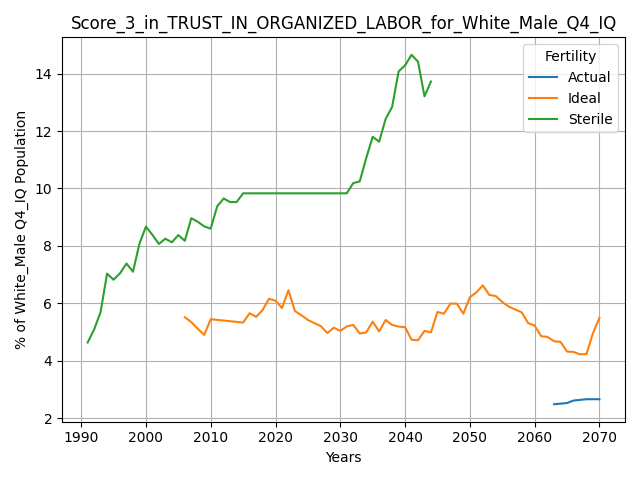 Score_3_in_TRUST_IN_ORGANIZED_LABOR_for_White_Male_Q4_IQ
Fertility
Actual
Ideal
Sterile
% of White_Male Q4_IQ Population
14
12
10
8
6
4
2
1990 2000 2010 2020 2030 2040 2050 2060 2070
Years